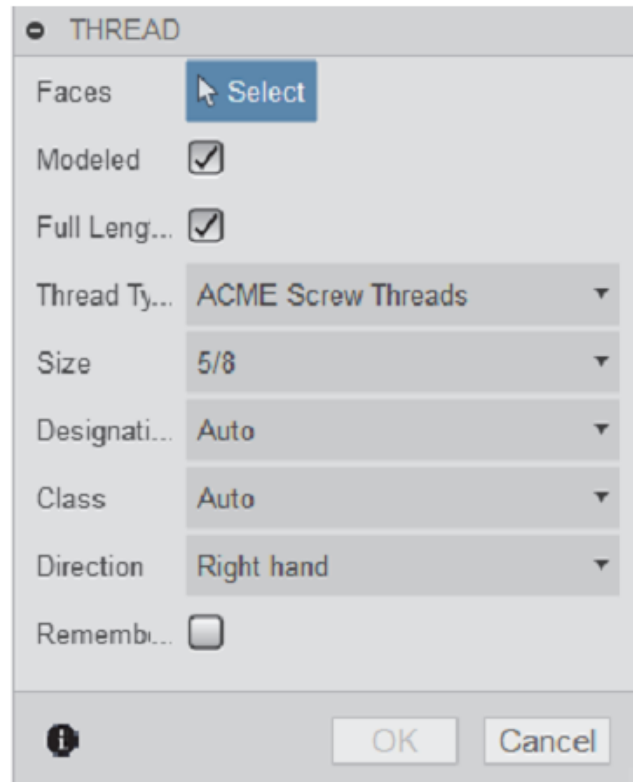 THREAD
Faces Select
Modeled
Full Leng...
Thread Ty... ACME Screw Threads
Size 5/8
Designati... Auto
Class Auto
Direction Right hand
Remembe...
OK Cancel